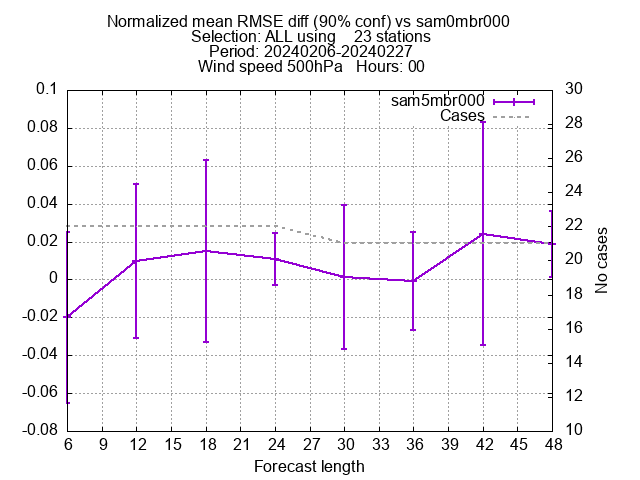 Normalized mean RMSE diff (90% conf) vs sam0mbr000
Selection: ALL using    23 stations
Period: 20240206-20240227
Wind speed 500hPa   Hours: 00
sam5mbr000
Cases
0.1
0.08
0.06
0.04
0.02
0
-0.02
-0.04
-0.06
-0.08
30
28
26
24
22
20
18
16
14
12
10
No cases
6 9 12 15 18 21 24 27 30 33 36 39 42 45 48
Forecast length